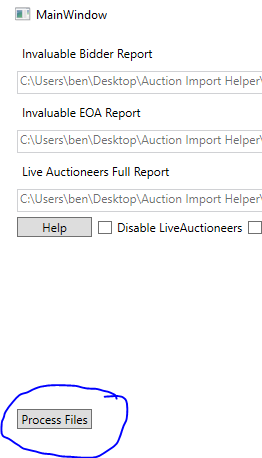 MainWindow
Invaluable Bidder Report
C:\Users\ben\Desktop\Auction Import Helper\
Invaluable EOA Report
C:\Users\ben\Desktop\Auction Import Helper\
Live Auctioneers Full Report
C:\Users\ben\Desktop\Auction Import Helper\
Help Disable LiveAuctioneers
Process Files